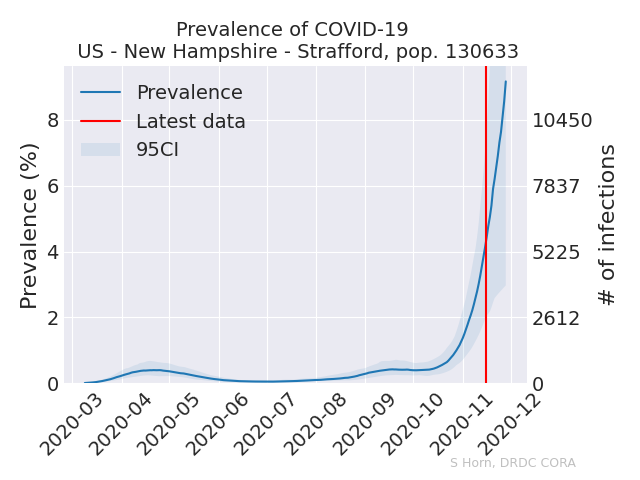 Prevalence of COVID-19
US - New Hampshire - Strafford, pop. 130633
Prevalence
Latest data
95CI
Prevalence (%)
8
6
4
2
0
10450
7837
5225
2612
0
# of infections
2020-03
2020-04
2020-05
2020-06
2020-07
2020-08
2020-09
2020-10
2020-11
2020-12
S Horn, DRDC CORA